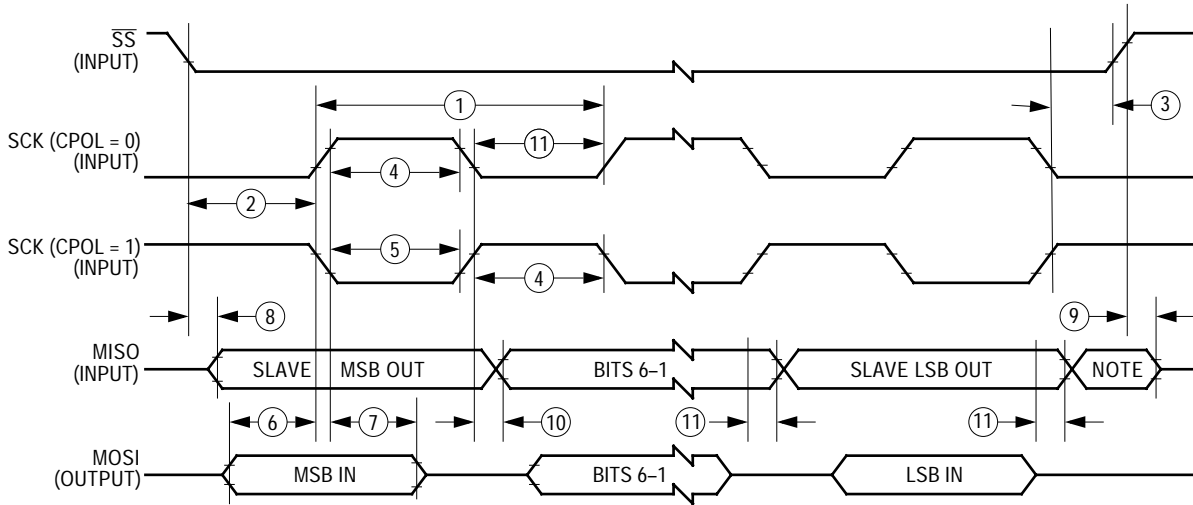 SS
(INPUT)
1
3
SCK (CPOL = 0)
(INPUT)
11
4
2
SCK (CPOL = 1)
(INPUT)
5
4
8
9
MISO
(INPUT)
SLAVE MSB OUT
BITS 6–1
SLAVE LSB OUT
NOTE
6
7
10
11
11
MOSI
(OUTPUT)
MSB IN
BITS 6–1
LSB IN